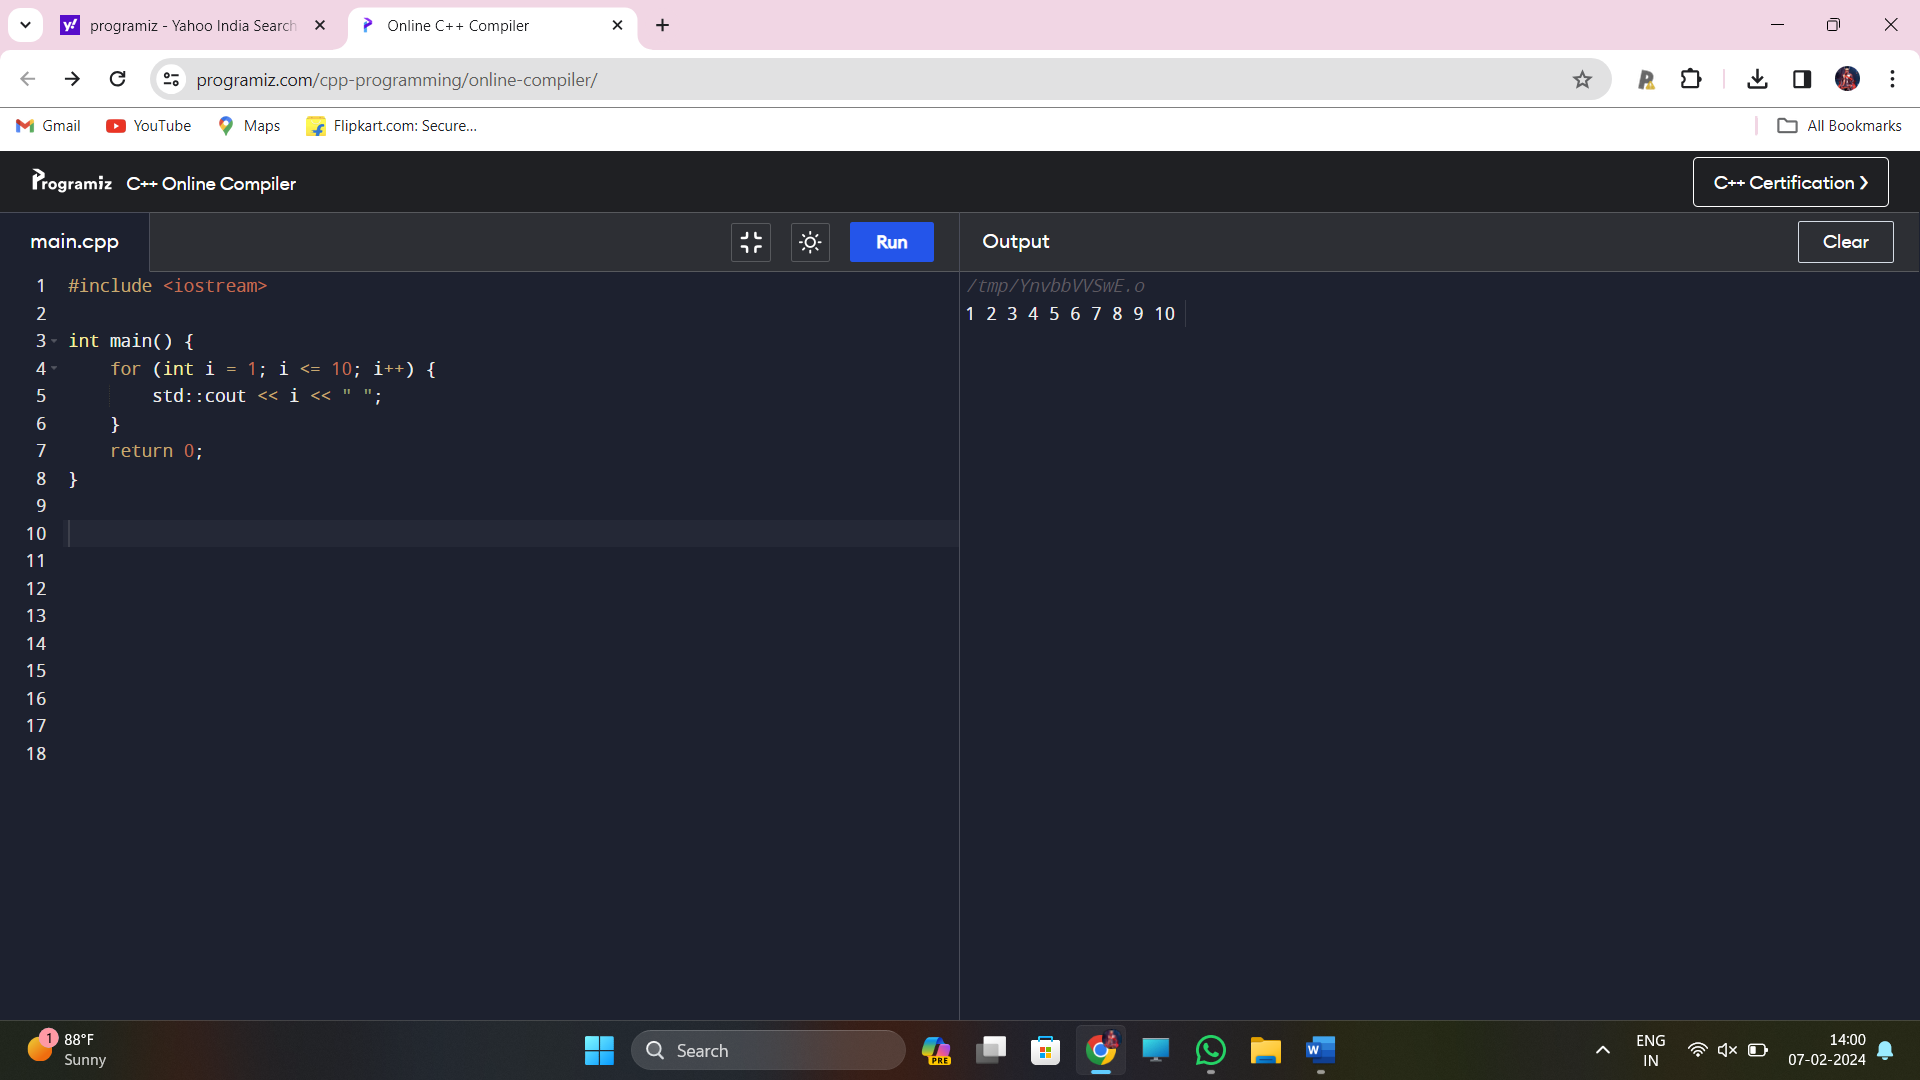 programiz - Yahoo India Search
Online C++ Compiler
programiz.com/cpp-programming/online-compiler/
Gmail
YouTube
Maps
Flipkart.com: Secure...
All Bookmarks
Programiz
C++ Online Compiler
C++ Certification
main.cpp
Run
Output
Clear
1 #include <iostream>
2
3 int main() {
4     for (int i = 1; i <= 10; i++) {
5         std::cout << i << " ";
6     }
7     return 0;
8 }
9
10
11
12
13
14
15
16
17
18
/tmp/YnvbbVVSwE.o
1 2 3 4 5 6 7 8 9 10
1
88°F
Sunny
Search
PRE
W
ENG
IN
14:00
07-02-2024